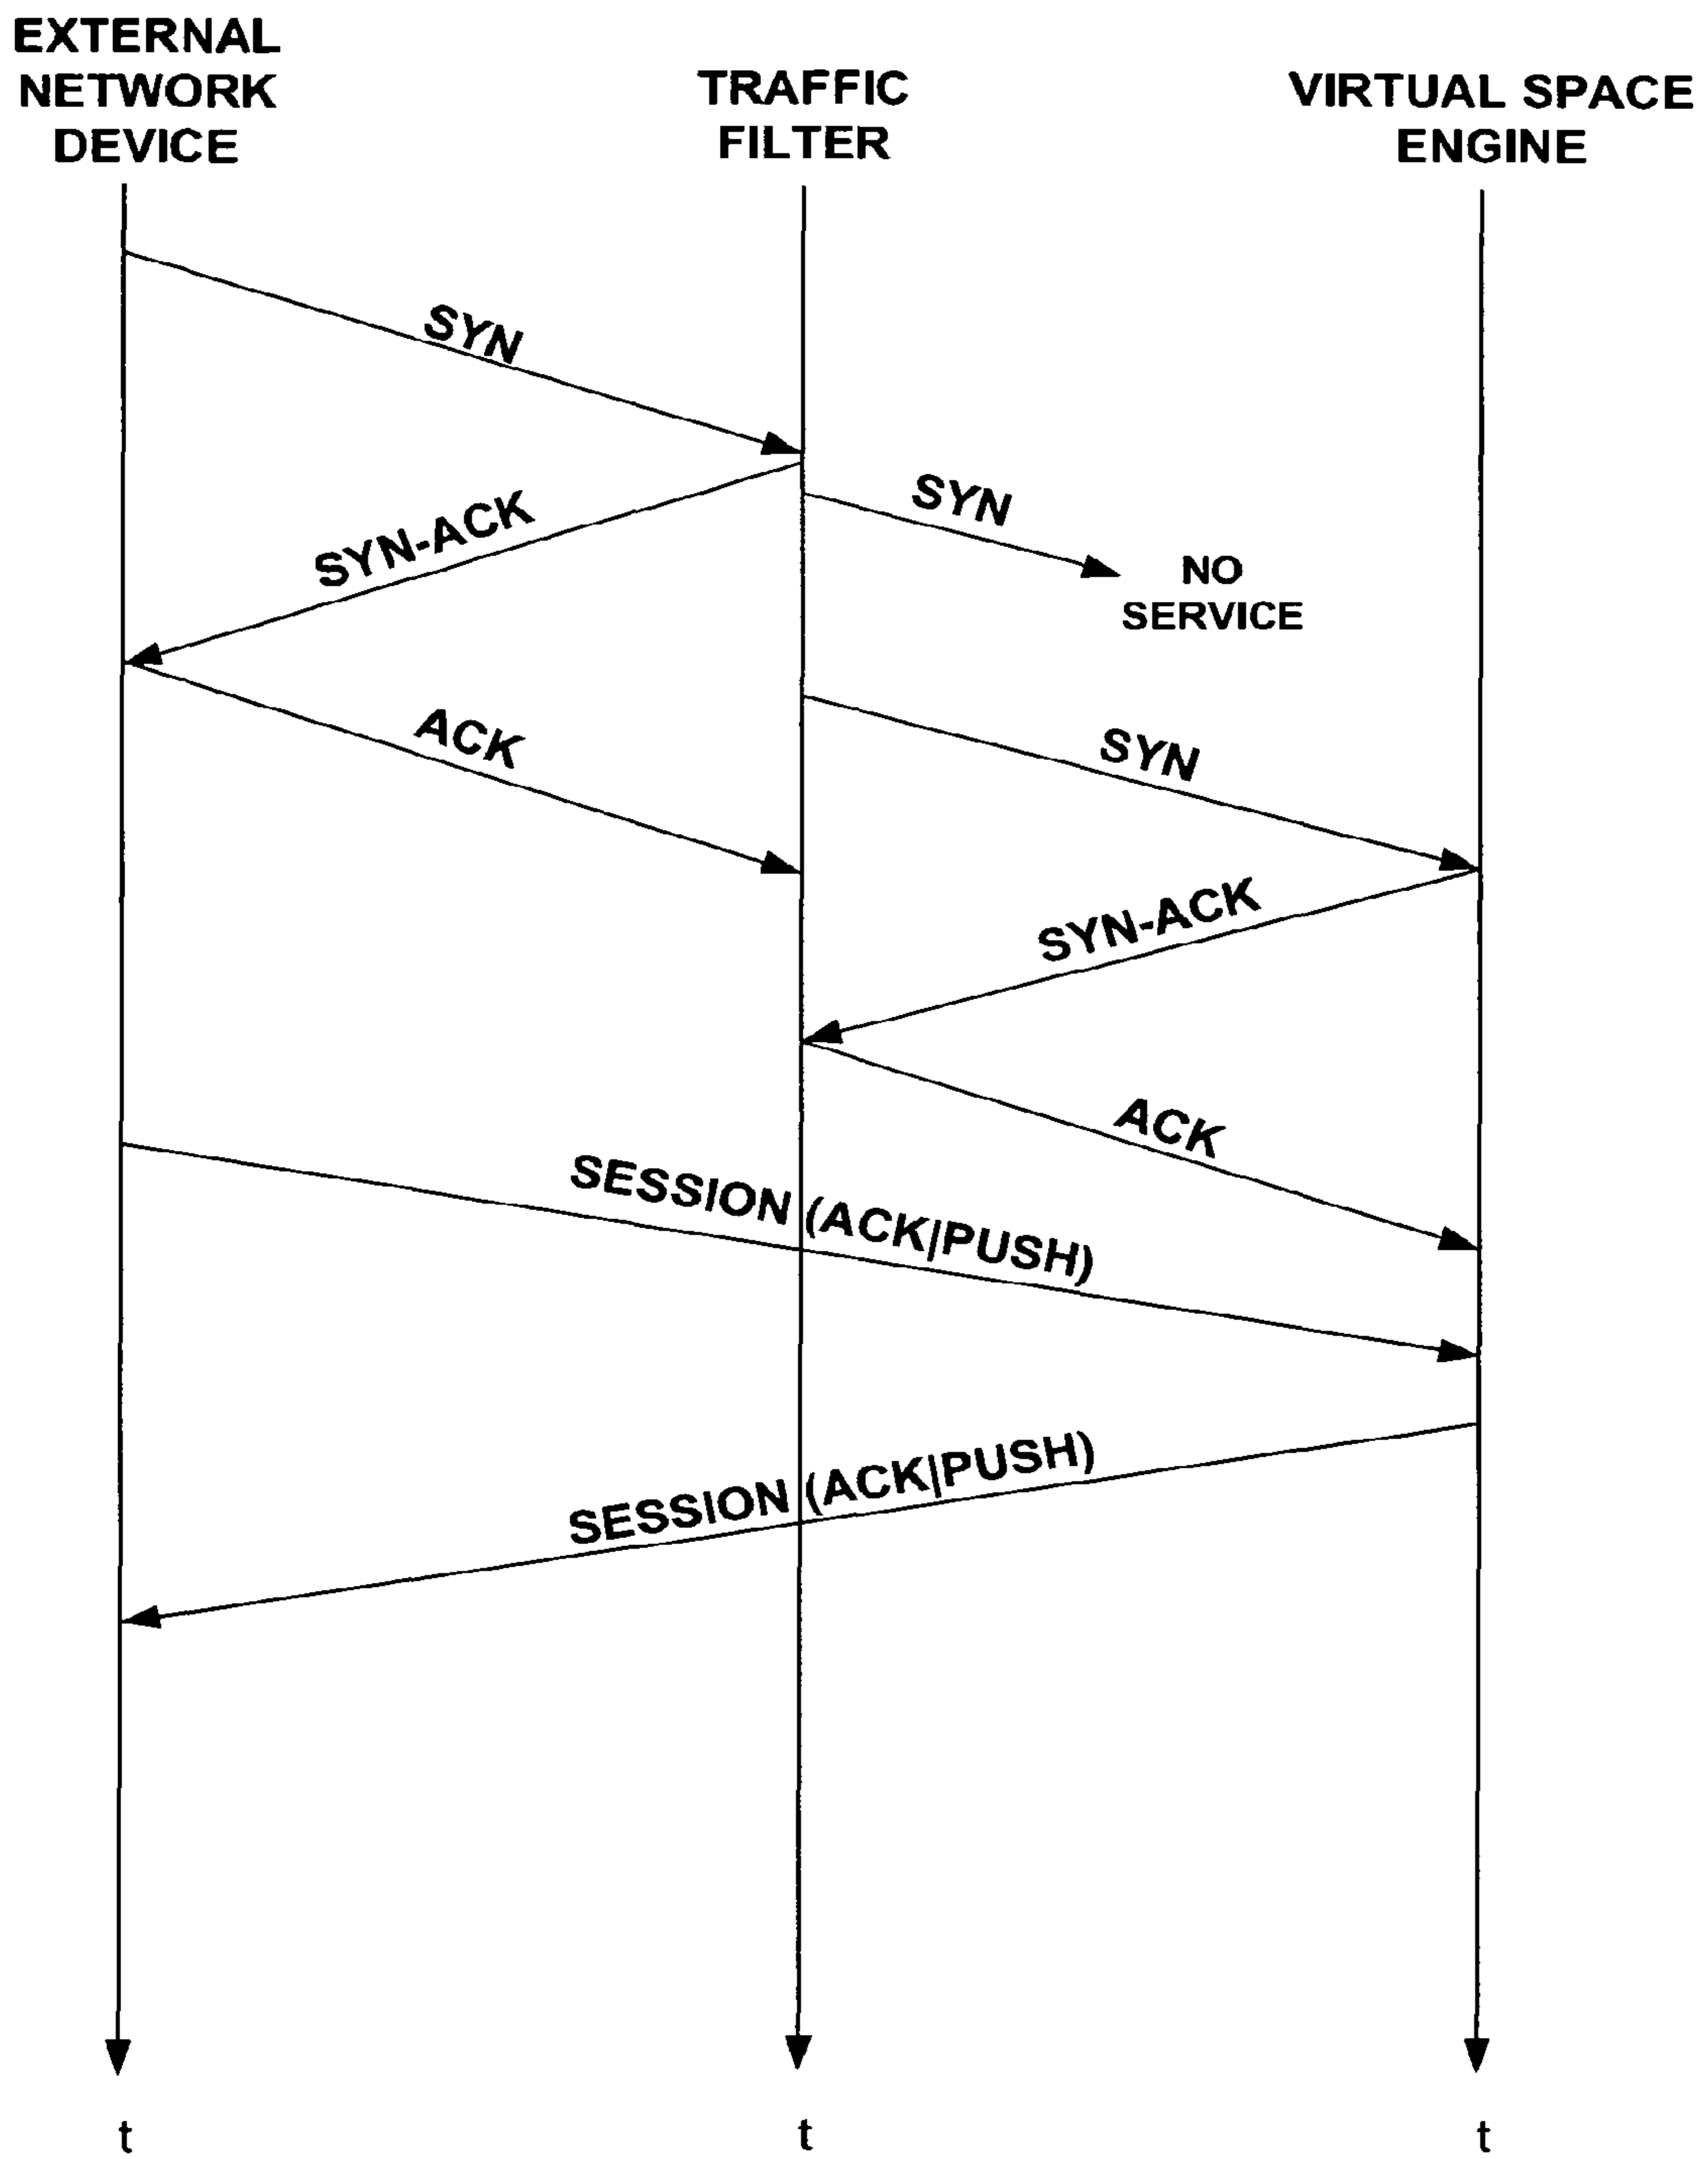 EXTERNAL
NETWORK
DEVICE
TRAFFIC
FILTER
VIRTUAL SPACE
ENGINE
SYN
SYN-ACK
SYN
NO
SERVICE
ACK
SYN
SYN-ACK
ACK
SESSION (ACK|PUSH)
SESSION (ACK|PUSH)
t
t
t